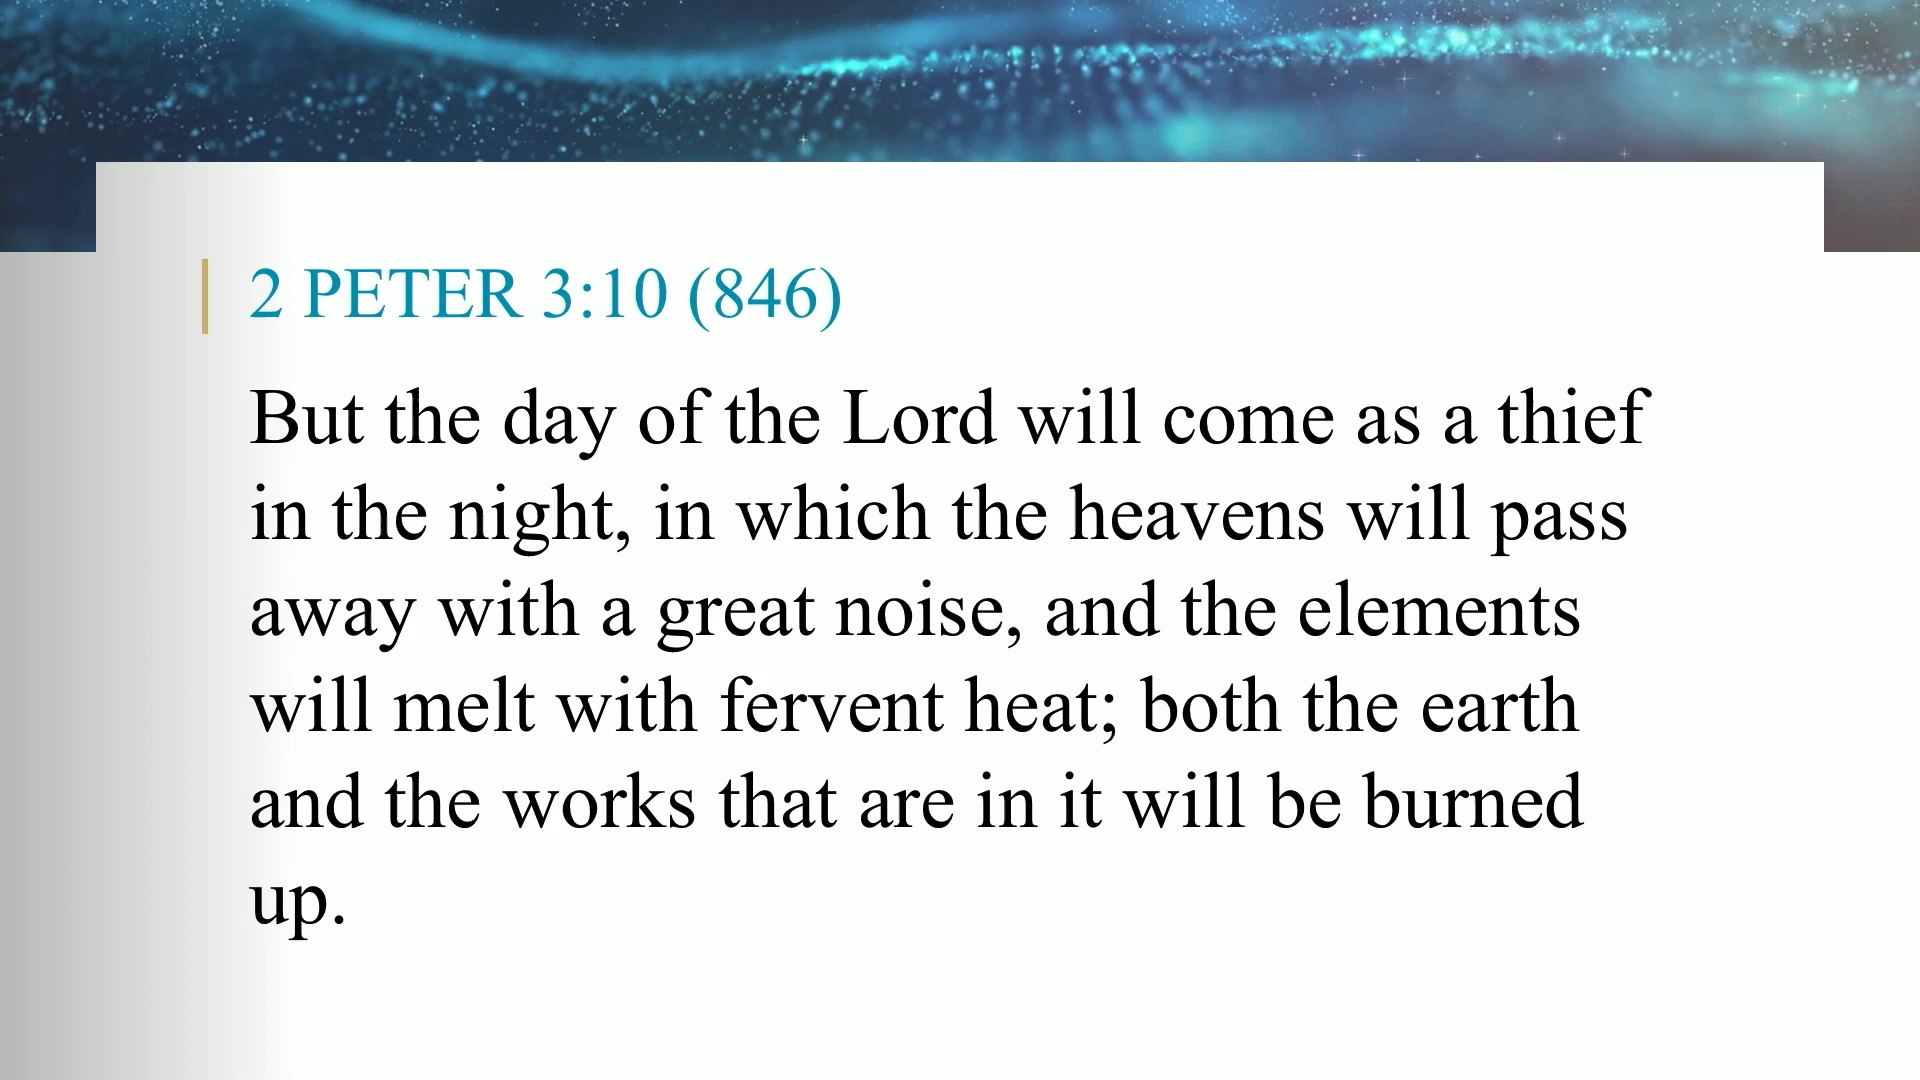 2 PETER 3:10 (846)
But the day of the Lord will come as a thief
in the night, in which the heavens will pass
away with a great noise, and the elements
will melt with fervent heat; both the earth
and the works that are in it will be burned
up.